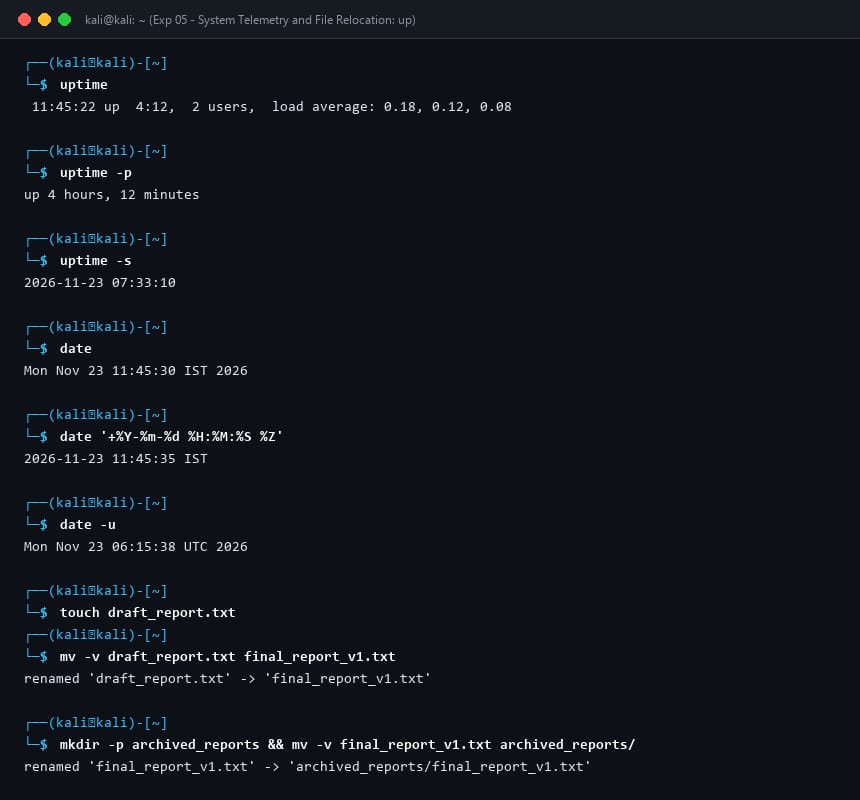 kali@kali: ~ (Exp 05 - System Telemetry and File Relocation: up)
┌──(kali㉿kali)-[~]
└─$ uptime
 11:45:22 up  4:12,  2 users,  load average: 0.18, 0.12, 0.08
┌──(kali㉿kali)-[~]
└─$ uptime -p
up 4 hours, 12 minutes
┌──(kali㉿kali)-[~]
└─$ uptime -s
2026-11-23 07:33:10
┌──(kali㉿kali)-[~]
└─$ date
Mon Nov 23 11:45:30 IST 2026
┌──(kali㉿kali)-[~]
└─$ date '+%Y-%m-%d %H:%M:%S %Z'
2026-11-23 11:45:35 IST
┌──(kali㉿kali)-[~]
└─$ date -u
Mon Nov 23 06:15:38 UTC 2026
┌──(kali㉿kali)-[~]
└─$ touch draft_report.txt
┌──(kali㉿kali)-[~]
└─$ mv -v draft_report.txt final_report_v1.txt
renamed 'draft_report.txt' -> 'final_report_v1.txt'
┌──(kali㉿kali)-[~]
└─$ mkdir -p archived_reports && mv -v final_report_v1.txt archived_reports/
renamed 'final_report_v1.txt' -> 'archived_reports/final_report_v1.txt'